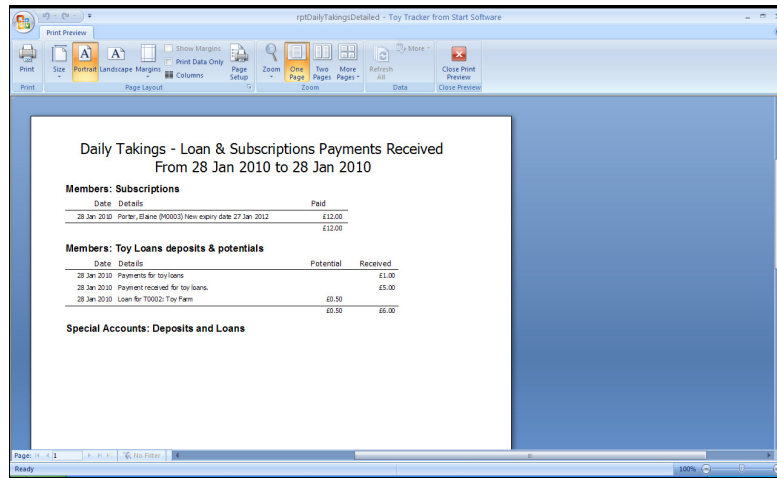 rptDailyTakingsDetailed - Toy Tracker from Start Software
Print Preview
Print
Size
Portrait
Landscape
Margins
Show Margins
Print Data Only
Columns
Page Setup
Zoom
One Page
Two Pages
More Pages
Refresh All
More
Close Print Preview
Print
Page Layout
Zoom
Data
Close Preview
Daily Takings - Loan & Subscriptions Payments Received
From 28 Jan 2010 to 28 Jan 2010
Members: Subscriptions
Date Details Paid
28 Jan 2010 Porter, Elaine (M0003) New expiry date 27 Jan 2012 £12.00
£12.00
Members: Toy Loans deposits & potentials
Date Details Potential Received
28 Jan 2010 Payments for toy loans £1.00
28 Jan 2010 Payment received for toy loans. £5.00
28 Jan 2010 Loan for T0002: Toy Farm £0.50
£0.50 £6.00
Special Accounts: Deposits and Loans
Page: 1 No Filter
Ready 100%